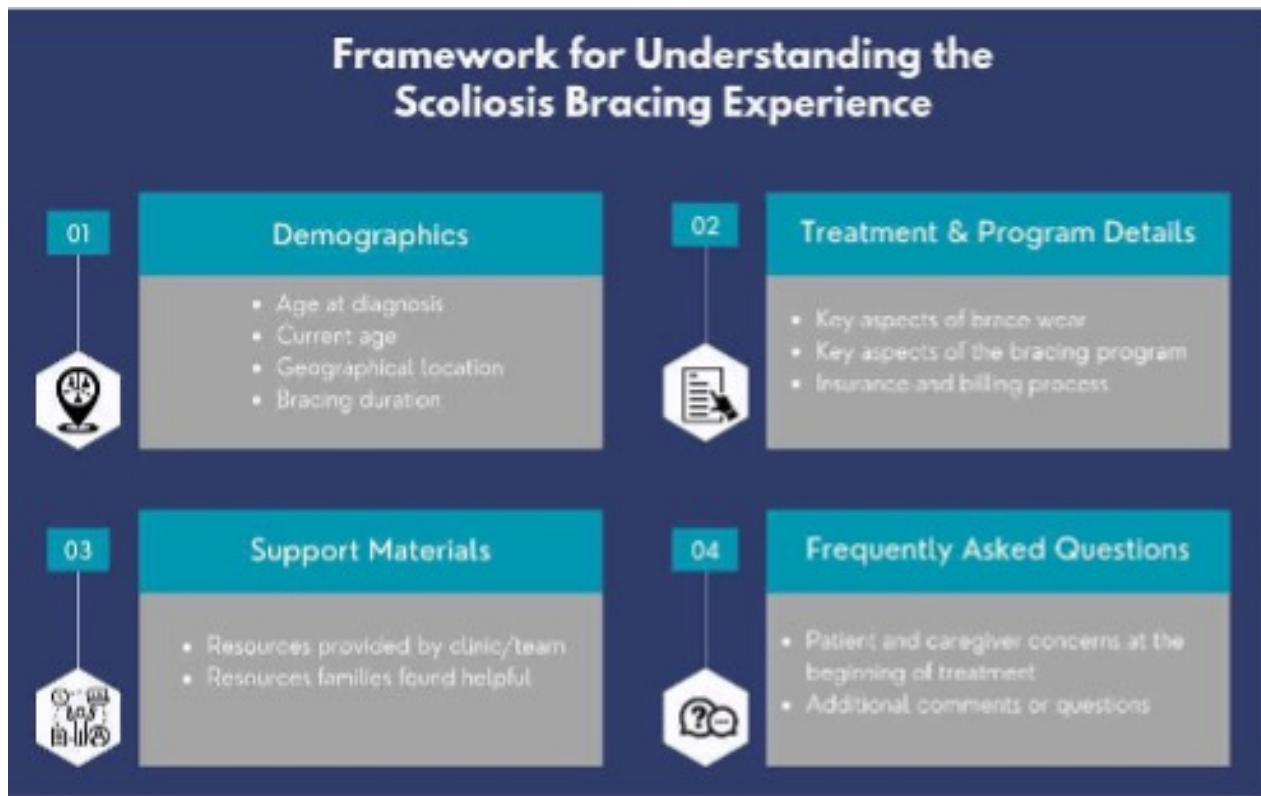 Framework for Understanding the
Scoliosis Bracing Experience
01
Demographics
• Age at diagnosis
• Current age
• Geographical location
• Bracing duration
02
Treatment & Program Details
• Key aspects of brace wear
• Key aspects of the bracing program
• Insurance and billing process
03
Support Materials
• Resources provided by clinic/team
• Resources families found helpful
04
Frequently Asked Questions
• Patient and caregiver concerns at the
beginning of treatment
• Additional comments or questions